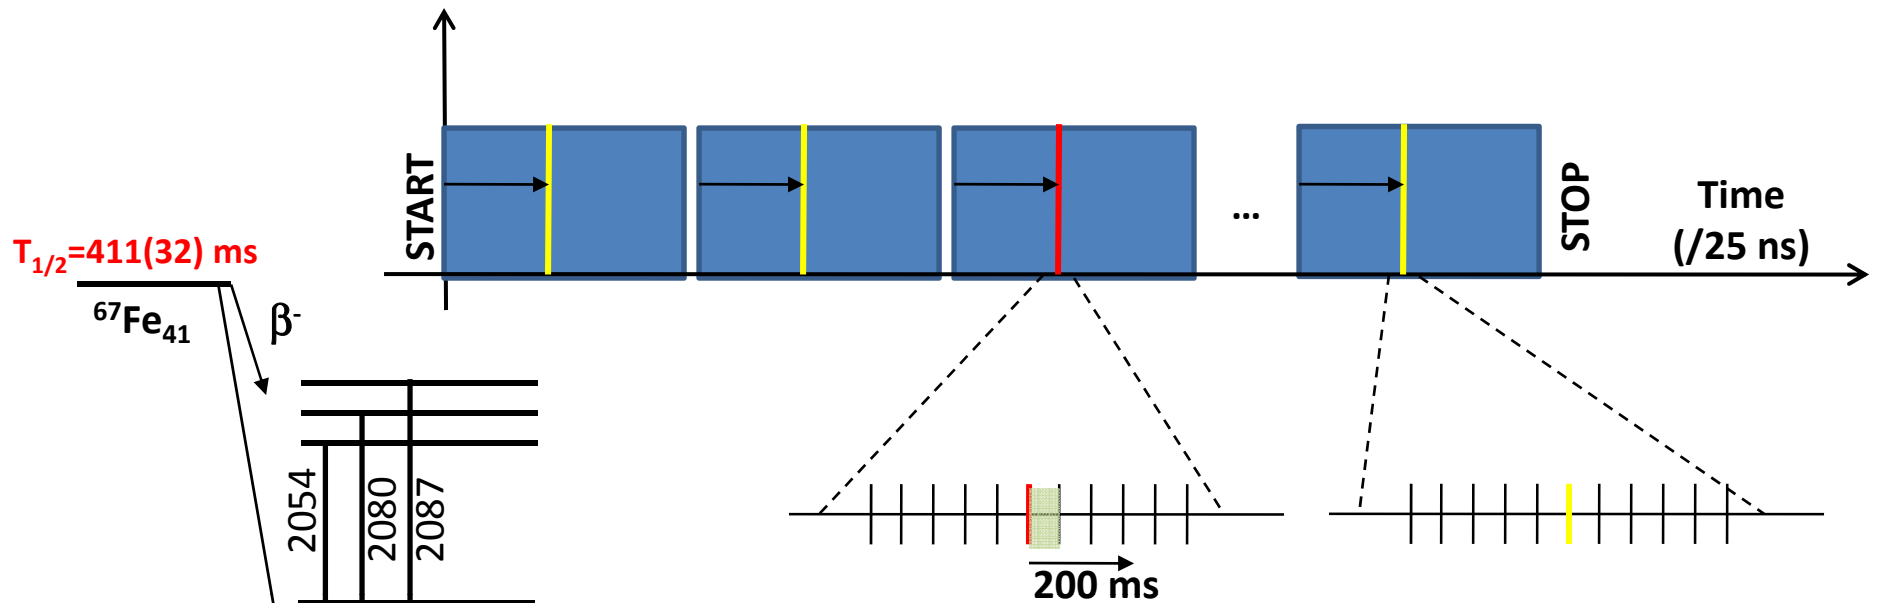 START
STOP
Time
(/25 ns)
...
T1/2=411(32) ms
67Fe41
β-
2054
2080
2087
200 ms